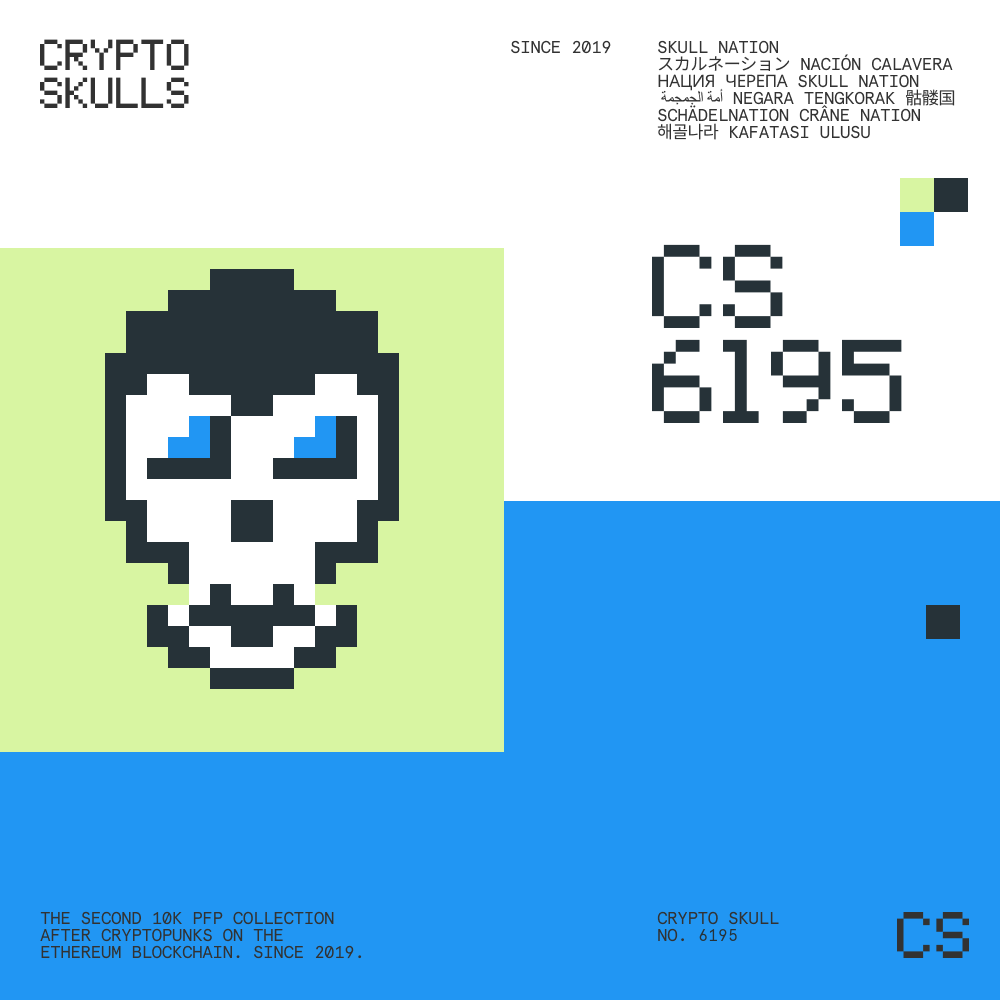 CRYPTO
SKULLS
SINCE 2019
SKULL NATION
スカルネーション NACIÓN CALAVERA
НАЦИЯ ЧЕРЕПА SKULL NATION
أمة الجمجمة NEGARA TENGKORAK 骷髅国
SCHÄDELNATION CRÂNE NATION
해골나라 KAFATASI ULUSU
CS
6195
THE SECOND 10K PFP COLLECTION
AFTER CRYPTOPUNKS ON THE
ETHEREUM BLOCKCHAIN. SINCE 2019.
CRYPTO SKULL
NO. 6195
CS